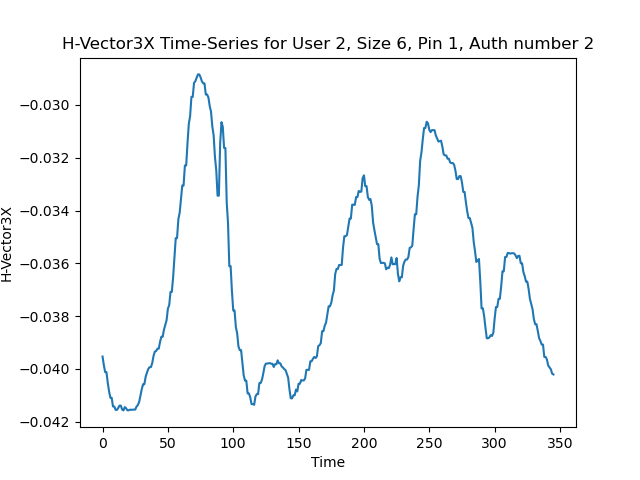 H-Vector3X Time-Series for User 2, Size 6, Pin 1, Auth number 2
−0.030
−0.032
−0.034
−0.036
−0.038
−0.040
−0.042
H-Vector3X
0 50 100 150 200 250 300 350
Time